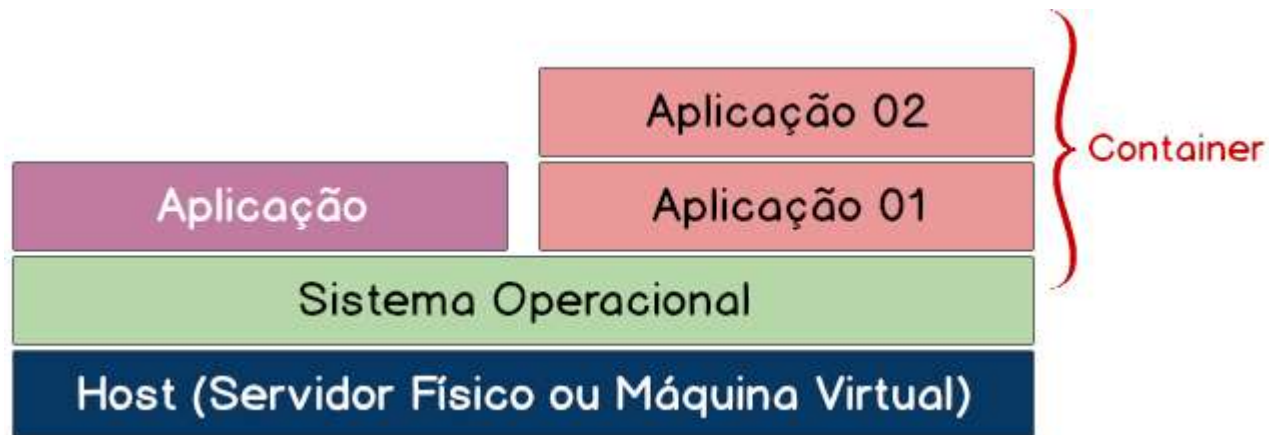 Aplicação 02
Container
Aplicação
Aplicação 01
Sistema Operacional
Host (Servidor Físico ou Máquina Virtual)